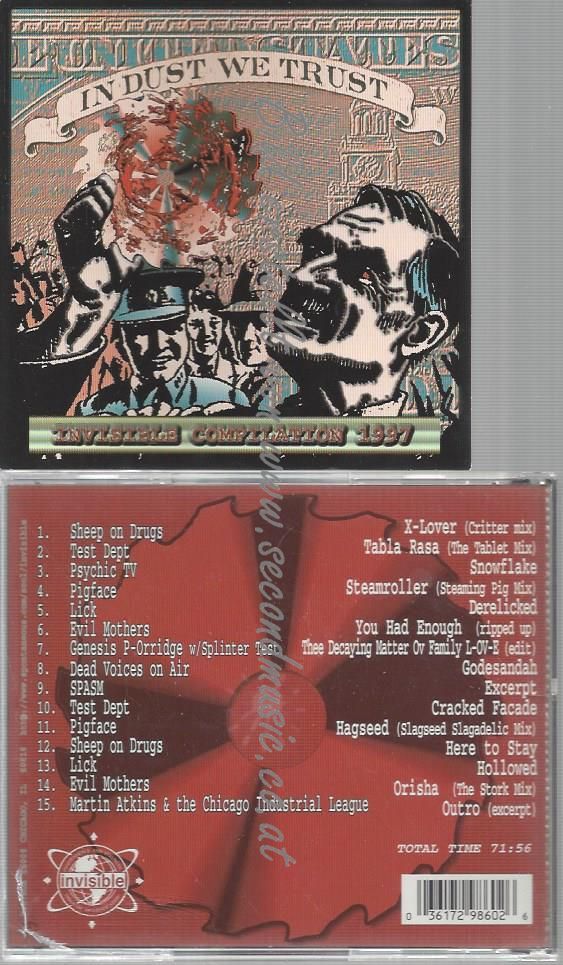 IN DUST WE TRUST
INVISIBLE COMPILATION 1997
1. Sheep on Drugs X-Lover (Critter mix)
2. Test Dept Tabla Rasa (The Tablet Mix)
3. Psychic TV Snowflake
4. Pigface Steamroller (Steaming Pig Mix)
5. Lick Derelicked
6. Evil Mothers You Had Enough (ripped up)
7. Genesis P-Orridge w/Splinter Test Thee Decaying Matter Ov Family L-OV-E (edit)
8. Dead Voices on Air Godesandah
9. SPASM Excerpt
10. Test Dept Cracked Facade
11. Pigface Hagseed (Slagseed Slagadelic Mix)
12. Sheep on Drugs Here to Stay
13. Lick Hollowed
14. Evil Mothers Orisha (The Stork Mix)
15. Martin Atkins & the Chicago Industrial League Outro (excerpt)
TOTAL TIME 71:56
invisible
0 36172 98602 6
www.secondmusic.co.at